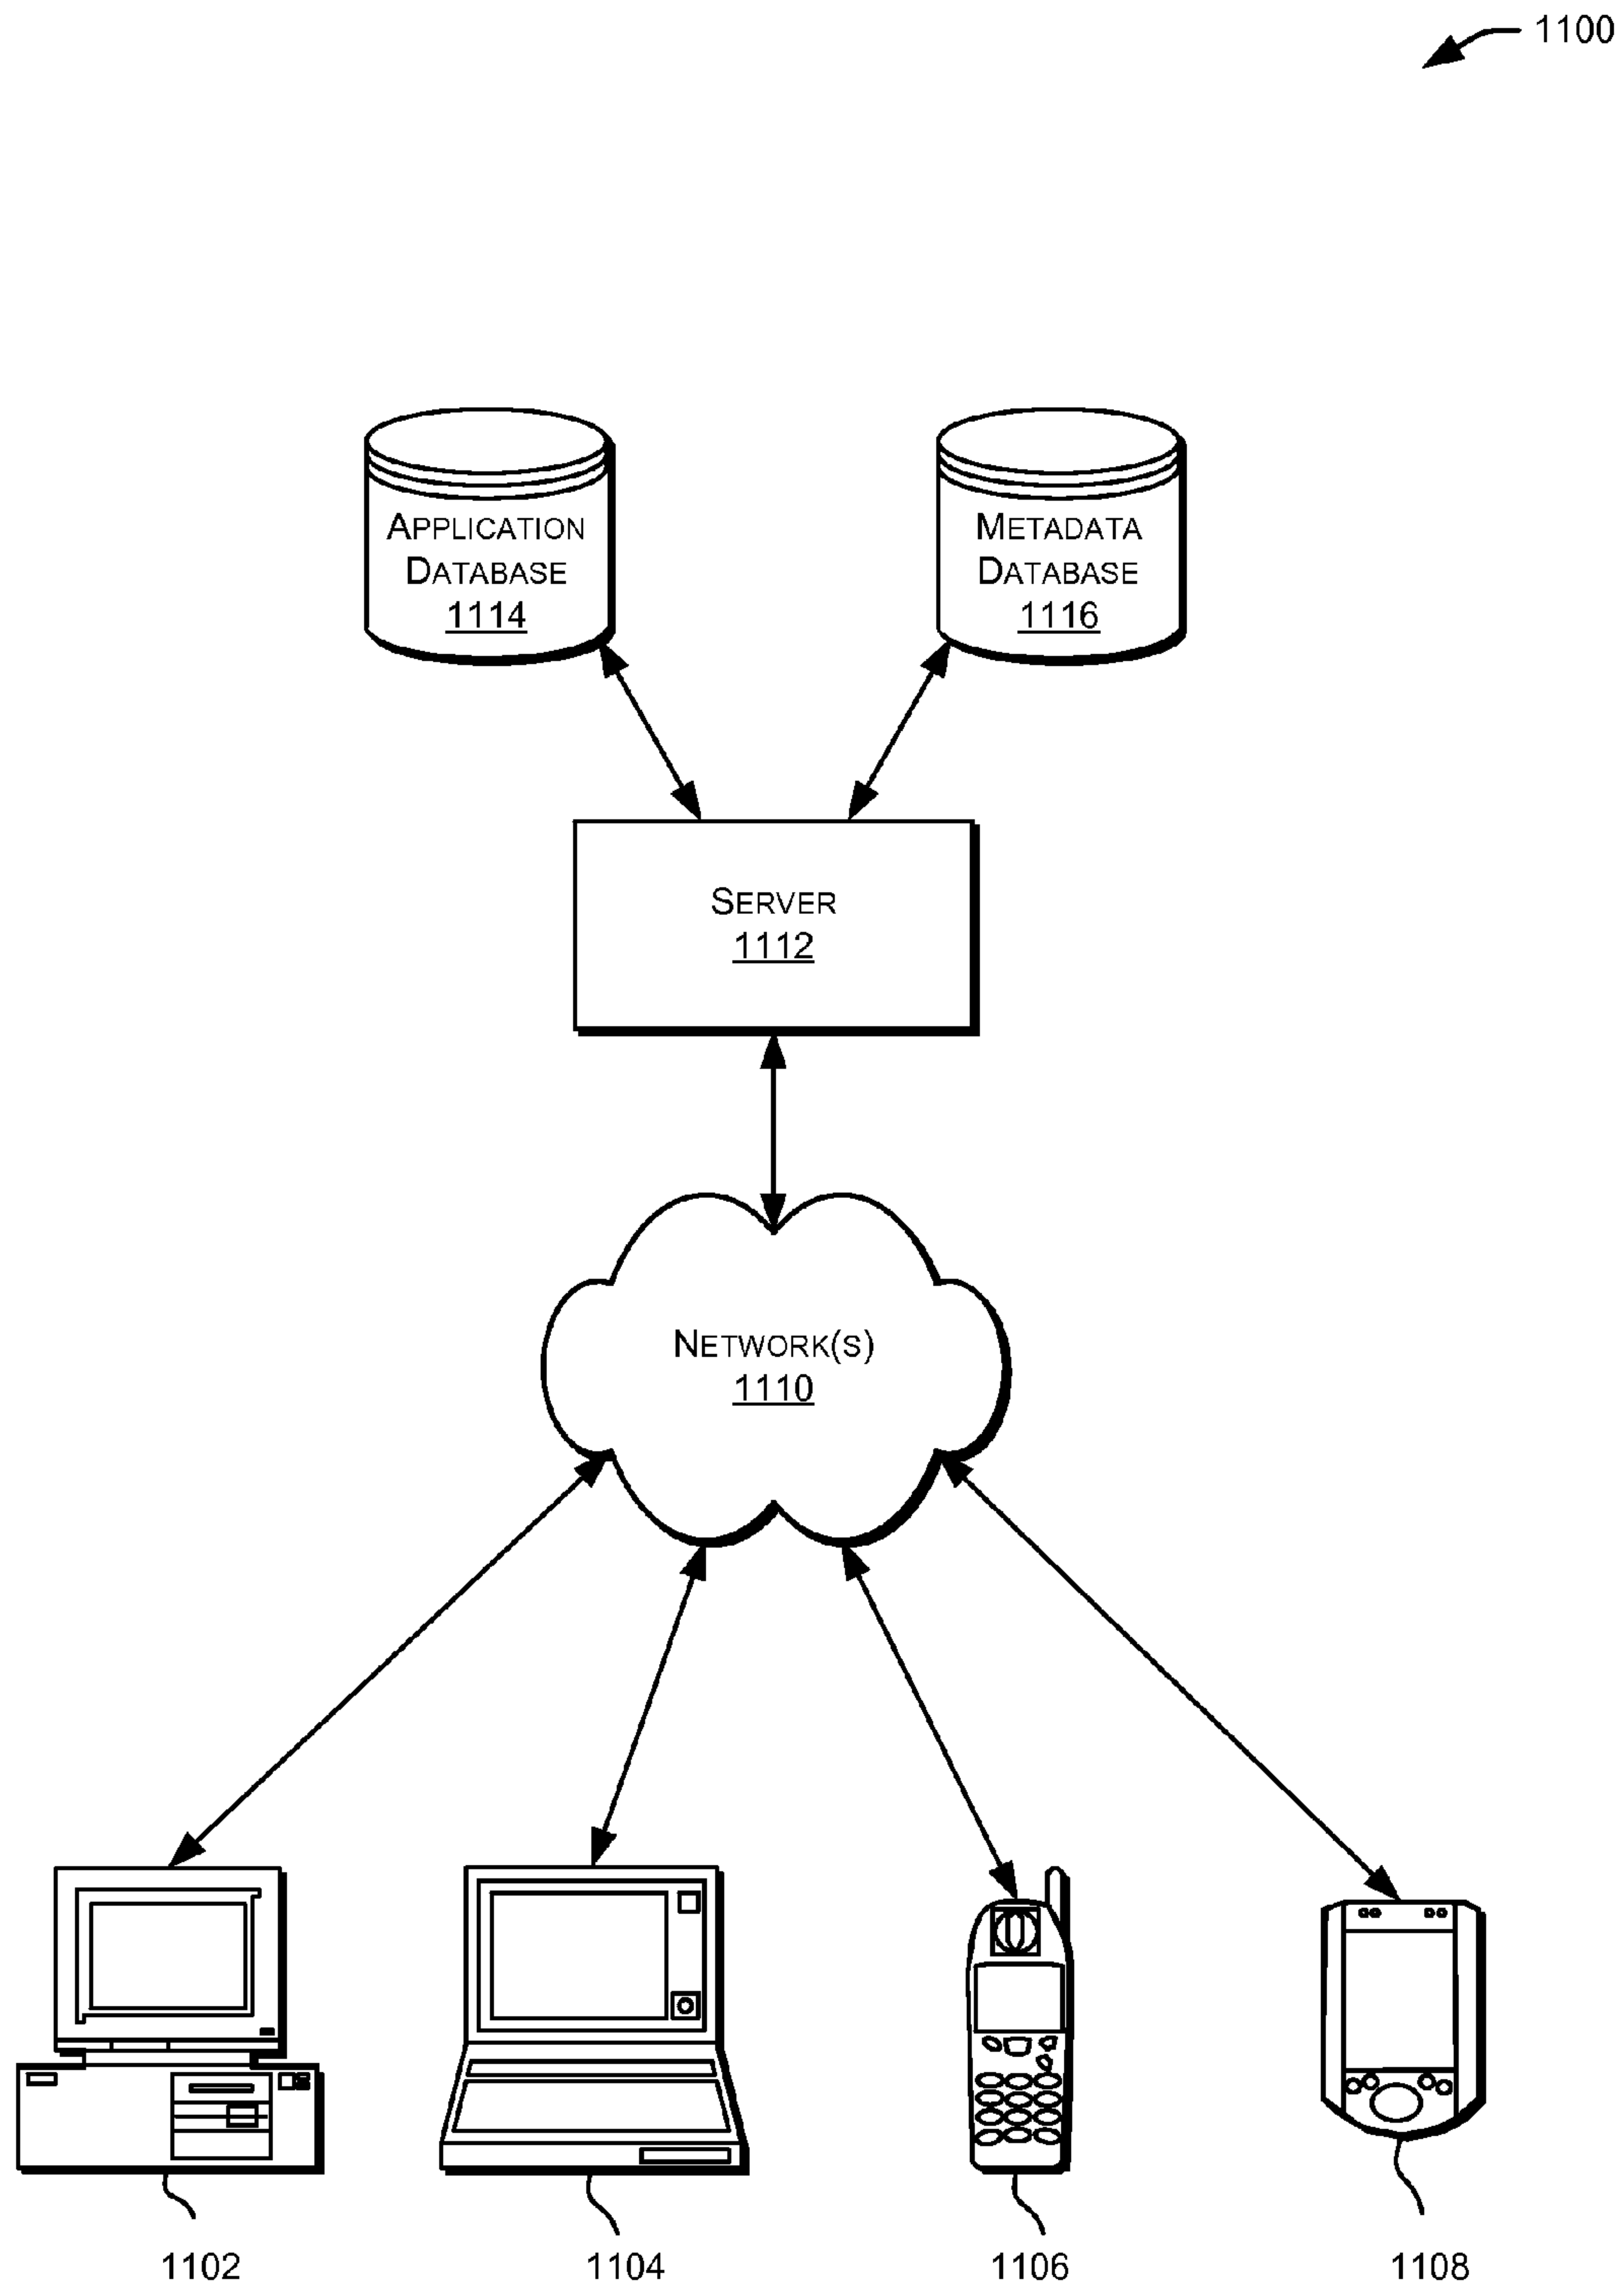 1100
APPLICATION
DATABASE
1114
METADATA
DATABASE
1116
SERVER
1112
NETWORK(S)
1110
1102
1104
1106
1108